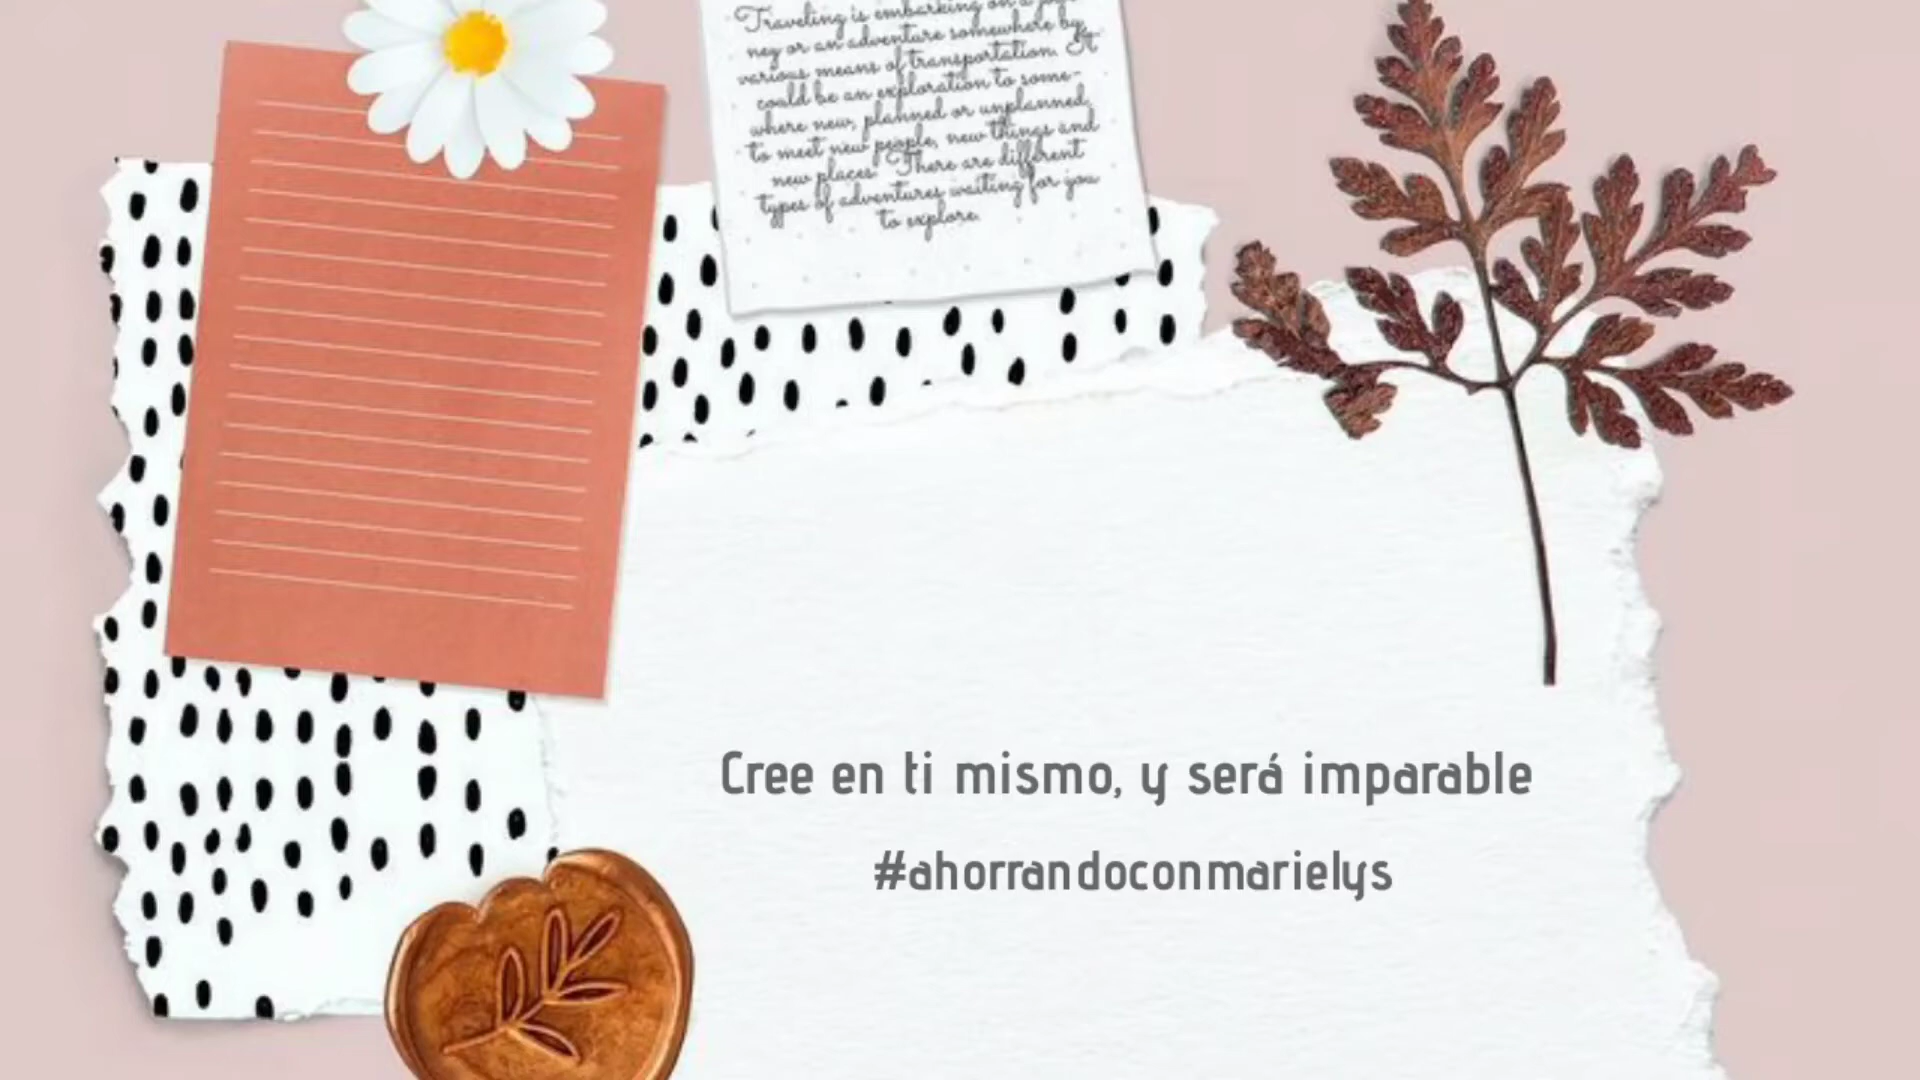 Traveling is embarking on a jour-
ney or an adventure somewhere by
various means of transportation. It
could be an exploration to some-
where new, planned or unplanned,
to meet new people, new things and
new places. There are different
types of adventures waiting for you
to explore.
Cree en ti mismo, y será imparable
#ahorrandoconmarielys